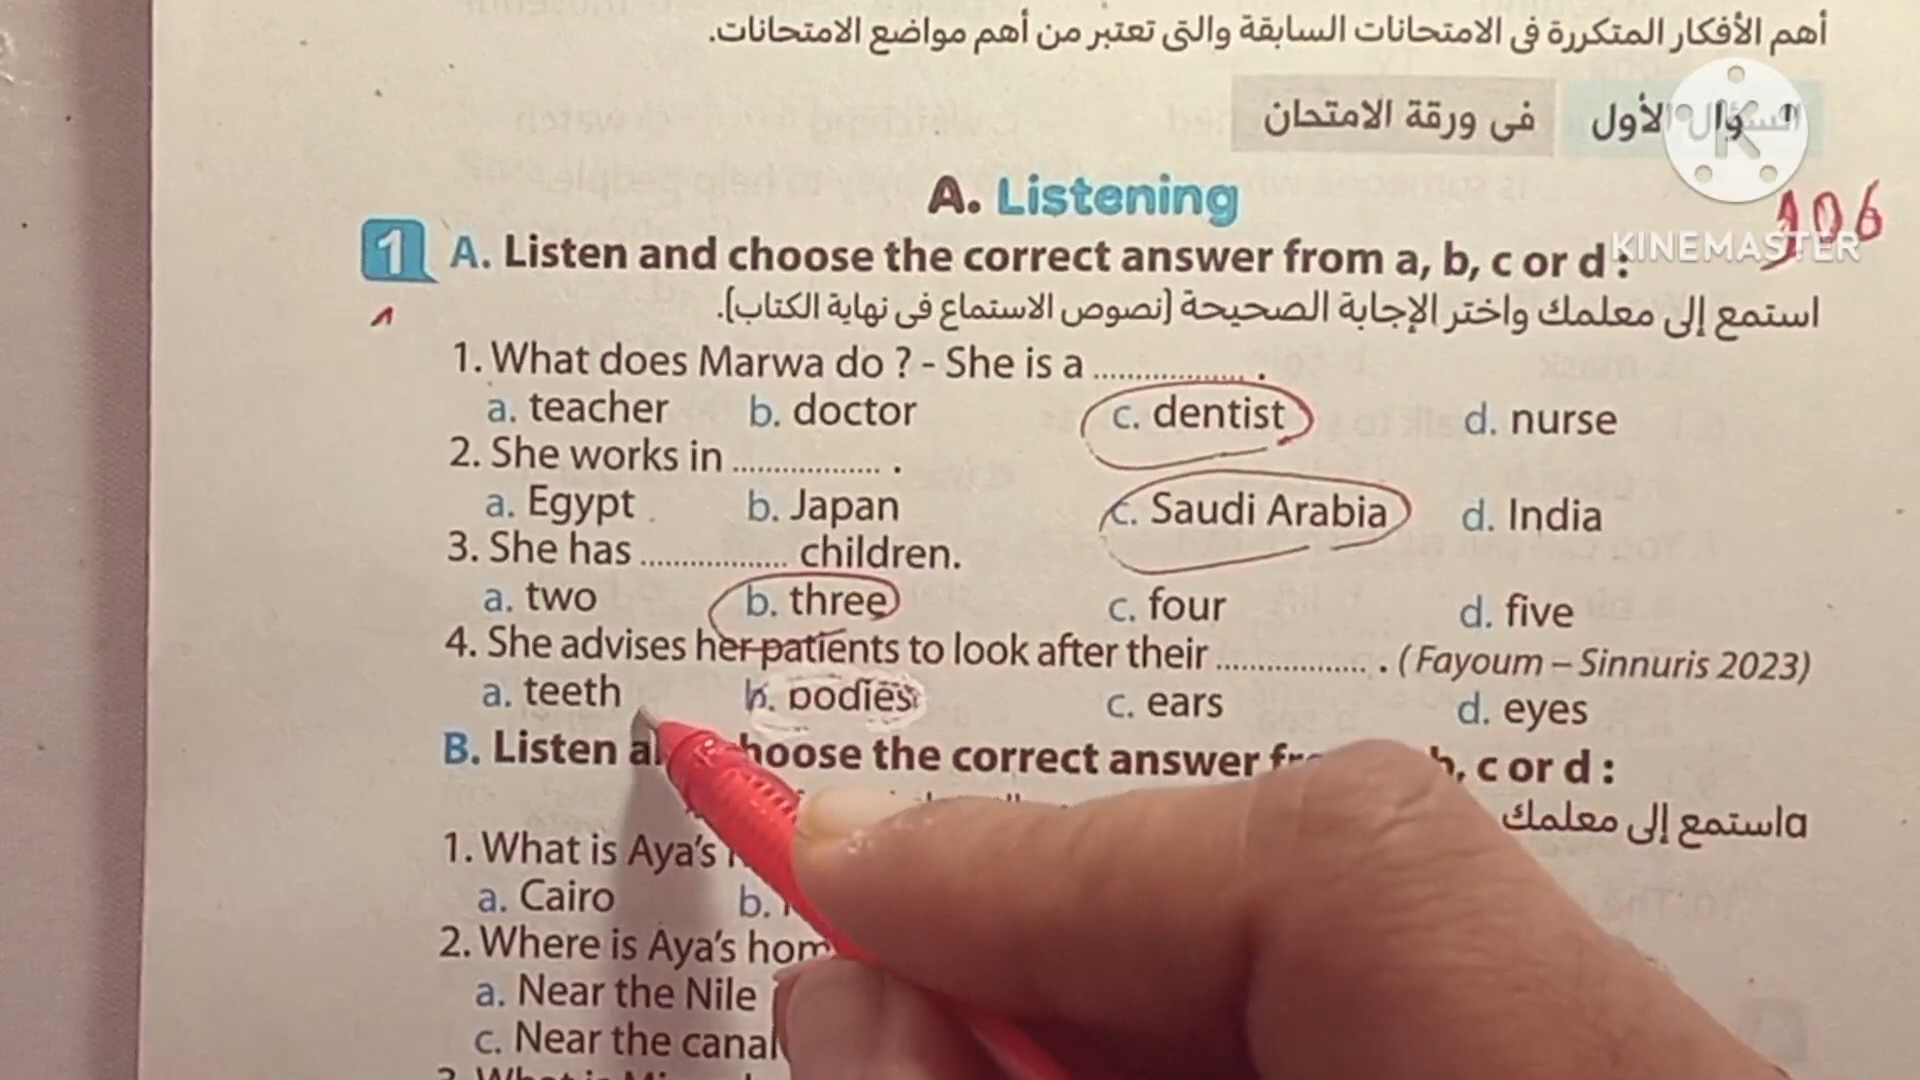 أهم الأفكار المتكررة فى الامتحانات السابقة والتى تعتبر من أهم مواضع الامتحانات.
السؤال الأول فى ورقة الامتحان
A. Listening
106
KINEMASTER
1 A. Listen and choose the correct answer from a, b, c or d :
استمع إلى معلمك واختر الإجابة الصحيحة [نصوص الاستماع فى نهاية الكتاب].
1. What does Marwa do ? - She is a ................ .
a. teacher b. doctor c. dentist d. nurse
2. She works in ................ .
a. Egypt b. Japan c. Saudi Arabia d. India
3. She has ................ children.
a. two b. three c. four d. five
4. She advises her patients to look after their ................ . (Fayoum – Sinnuris 2023)
a. teeth b. bodies c. ears d. eyes
B. Listen choose the correct answer c or d :
استمع إلى معلمك
1. What is Aya's
a. Cairo b.
2. Where is Aya's
a. Near the Nile
c. Near the canal